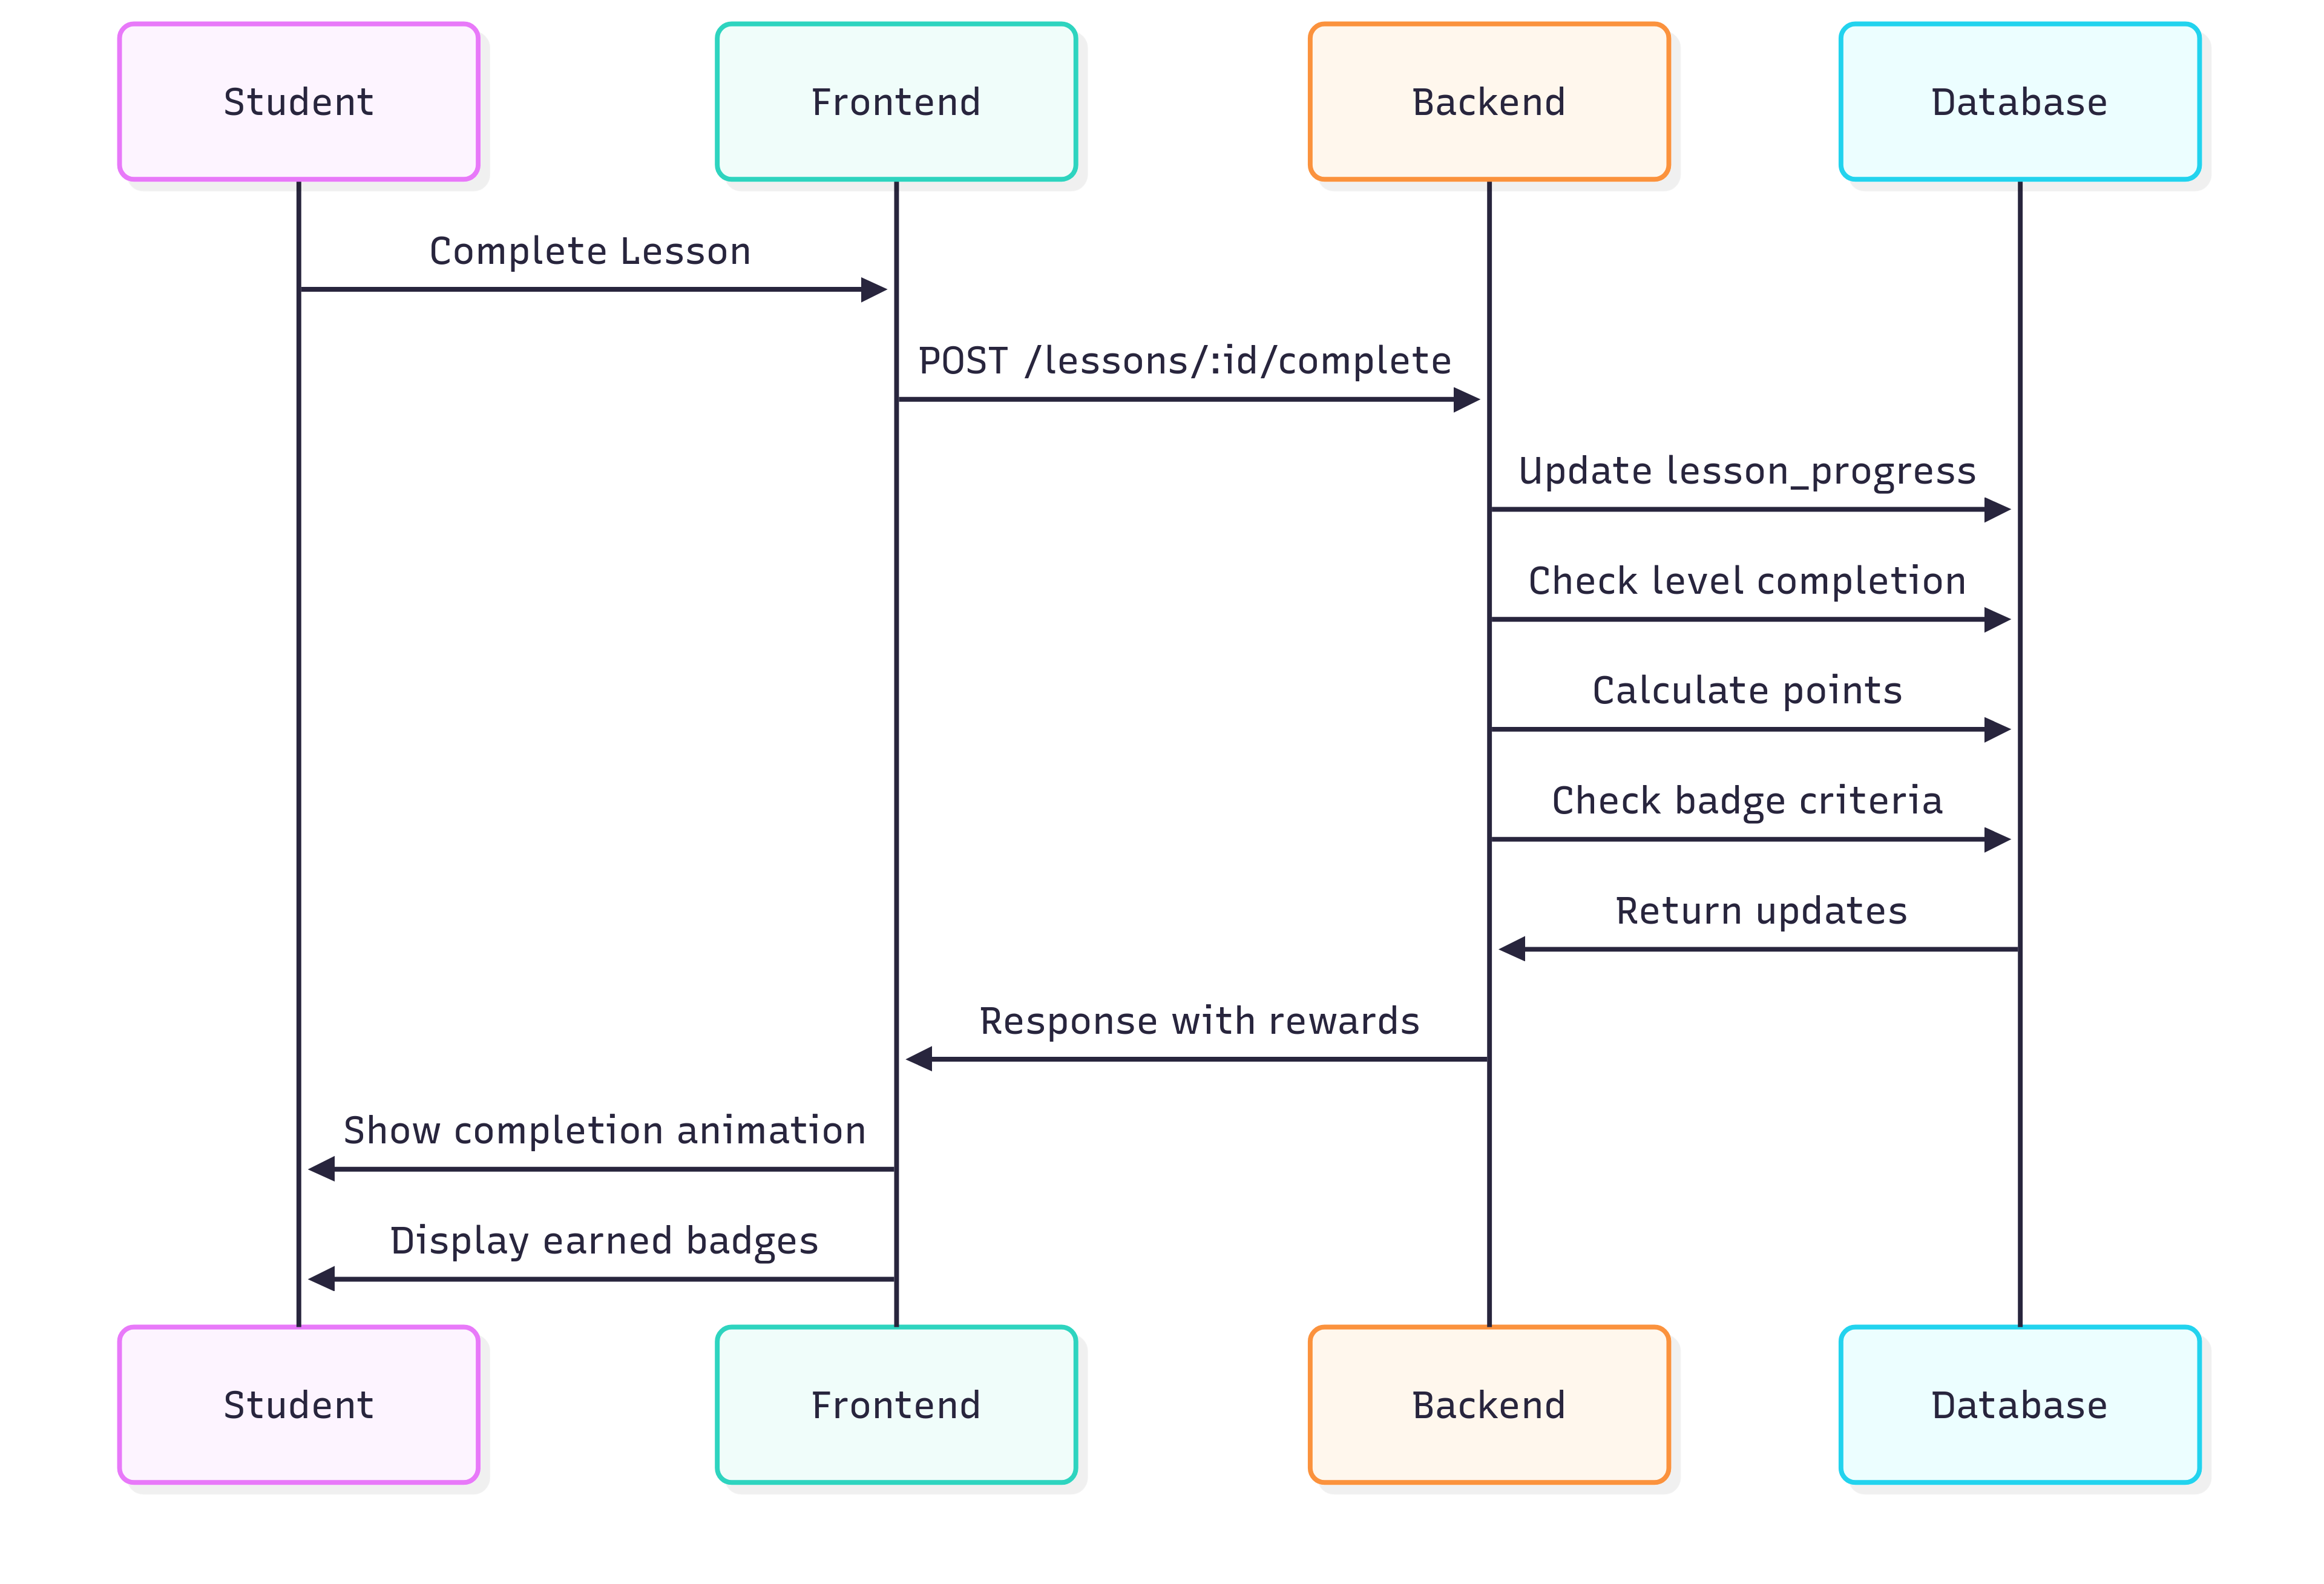 Student
Frontend
Backend
Database
Complete Lesson
POST /lessons/:id/complete
Update lesson_progress
Check level completion
Calculate points
Check badge criteria
Return updates
Response with rewards
Show completion animation
Display earned badges
Student
Frontend
Backend
Database